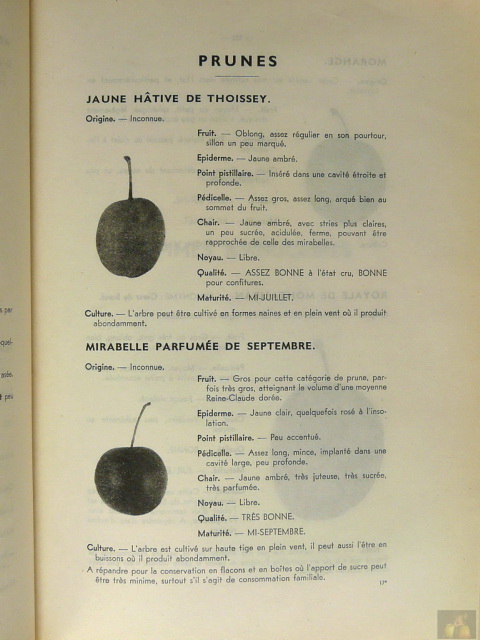 PRUNES
JAUNE HÂTIVE DE THOISSEY.
Origine. — Inconnue.
Fruit. — Oblong, assez régulier en son pourtour,
sillon un peu marqué.
Epiderme. — Jaune ambré.
Point pistillaire. — Inséré dans une cavité étroite et
profonde.
Pédicelle. — Assez gros, assez long, arqué bien au
sommet du fruit.
Chair. — Jaune ambré, avec stries plus claires,
un peu sucrée, acidulée, ferme, pouvant être
rapprochée de celle des mirabelles.
Noyau. — Libre.
Qualité. — ASSEZ BONNE à l'état cru, BONNE
pour confitures.
Maturité. — MI-JUILLET.
Culture. — L'arbre peut être cultivé en formes naines et en plein vent où il produit
abondamment.
MIRABELLE PARFUMÉE DE SEPTEMBRE.
Origine. — Inconnue.
Fruit. — Gros pour cette catégorie de prune, par-
fois très gros, atteignant le volume d'une moyenne
Reine-Claude dorée.
Epiderme. — Jaune clair, quelquefois rosé à l'inso-
lation.
Point pistillaire. — Peu accentué.
Pédicelle. — Assez long, mince, implanté dans une
cavité large, peu profonde.
Chair. — Jaune ambré, très juteuse, très sucrée,
très parfumée.
Noyau. — Libre.
Qualité. — TRÈS BONNE.
Maturité. — MI-SEPTEMBRE.
Culture. — L'arbre est cultivé sur haute tige en plein vent, il peut aussi l'être en
buissons où il produit abondamment.
A répandre pour la conservation en flacons et en boîtes où l'apport de sucre peut
être très minime, surtout s'il s'agit de consommation familiale.